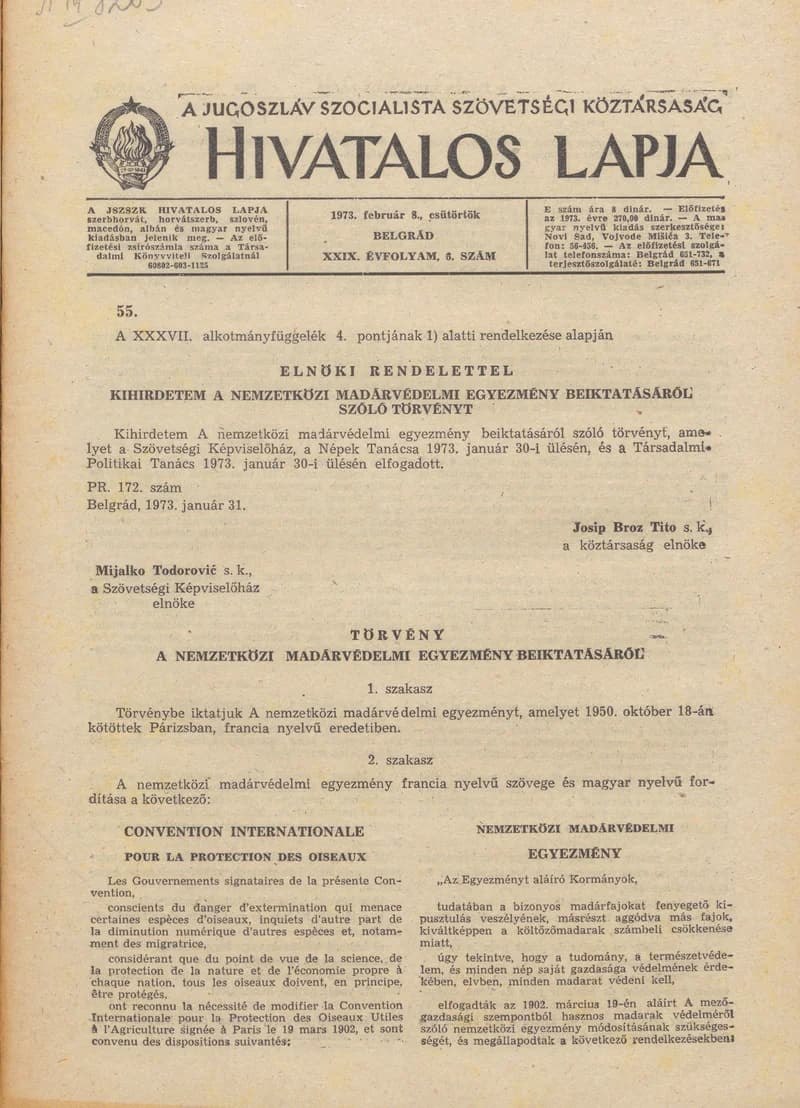 A JUGOSZLÁV SZOCIALISTA SZÖVETSÉGI KÖZTÁRSASÁG
HIVATALOS LAPJA
A JSZSZK HIVATALOS LAPJA
szerbhorvát, horvátszerb, szlovén,
macedón, albán és magyar nyelvű
kiadásban jelenik meg. — Az elő-
fizetési zsirószámla száma a Társa-
dalmi Könyvviteli Szolgálatnál
60802-603-1125
1973. február 8., csütörtök
BELGRÁD
XXIX. ÉVFOLYAM, 6. SZÁM
E szám ára 8 dinár. — Előfizetés
az 1973. évre 270,00 dinár. — A ma-
gyar nyelvű kiadás szerkesztősége:
Novi Sad, Vojvode Mišića 3. Tele-
fon: 56-456. — Az előfizetési szolgá-
lat telefonszáma: Belgrád 651-732, a
terjesztőszolgálaté: Belgrád 651-671
55.
A XXXVII. alkotmányfüggelék 4. pontjának 1) alatti rendelkezése alapján
ELNÖKI RENDELETTEL
KIHIRDETEM A NEMZETKÖZI MADÁRVÉDELMI EGYEZMÉNY BEIKTATÁSÁRÓL
SZÓLÓ TÖRVÉNYT
Kihirdetem A nemzetközi madárvédelmi egyezmény beiktatásáról szóló törvényt, ame-
lyet a Szövetségi Képviselőház, a Népek Tanácsa 1973. január 30-i ülésén, és a Társadalmi-
Politikai Tanács 1973. január 30-i ülésén elfogadott.
PR. 172. szám
Belgrád, 1973. január 31.
Josip Broz Tito s. k.,
a köztársaság elnöke
Mijalko Todorović s. k.,
a Szövetségi Képviselőház
elnöke
TÖRVÉNY
A NEMZETKÖZI MADÁRVÉDELMI EGYEZMÉNY BEIKTATÁSÁRÓL
1. szakasz
Törvénybe iktatjuk A nemzetközi madárvédelmi egyezményt, amelyet 1950. október 18-án
kötöttek Párizsban, francia nyelvű eredetiben.
2. szakasz
A nemzetközi madárvédelmi egyezmény francia nyelvű szövege és magyar nyelvű for-
dítása a következő:
CONVENTION INTERNATIONALE
POUR LA PROTECTION DES OISEAUX
Les Gouvernements signataires de la présente Con-
vention,
conscients du danger d'extermination qui menace
certaines espèces d'oiseaux, inquiets d'autre part de
la diminution numérique d'autres espèces et, notam-
ment des migratrice,
considérant que du point de vue de la science, de
la protection de la nature et de l'économie propre à
chaque nation, tous les oiseaux doivent, en principe,
être protégés,
ont reconnu la nécessité de modifier la Convention
Internationale pour la Protection des Oiseaux Utiles
à l'Agriculture signée à Paris le 19 mars 1902, et sont
convenu des dispositions suivantés:
NEMZETKÖZI MADÁRVÉDELMI
EGYEZMÉNY
„Az Egyezményt aláíró Kormányok,
tudatában a bizonyos madárfajokat fenyegető ki-
pusztulás veszélyének, másrészt aggódva más fajok,
kiváltképpen a költözőmadarak számbeli csökkenése
miatt,
úgy tekintve, hogy a tudomány, a természetvéde-
lem, és minden nép saját gazdasága védelmének érde-
kében, elvben, minden madarat védeni kell,
elfogadták az 1902. március 19-én aláírt A mező-
gazdasági szempontból hasznos madarak védelméről
szóló nemzetközi egyezmény módosításának szükséges-
ségét, és megállapodtak a következő rendelkezésekben: